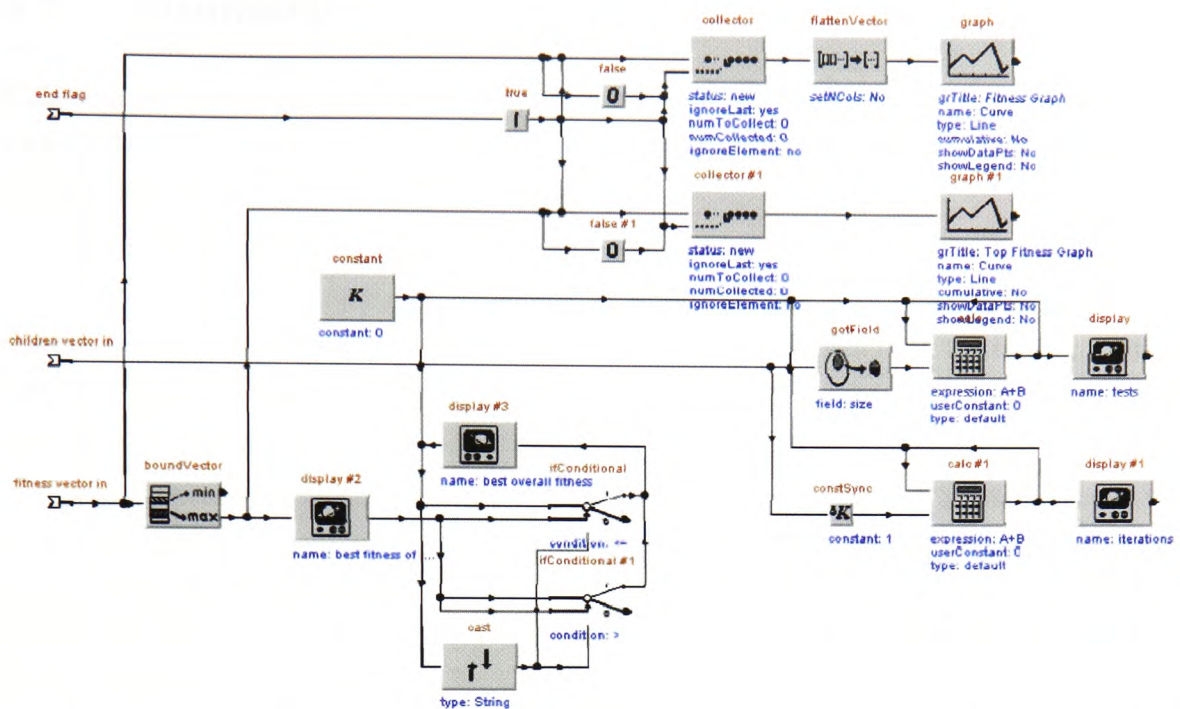 collector
flattenVector
graph
false
end flag
true
0
[▯▯··]→[··]
I
status: new
ignoreLast: yes
numToCollect: 0
numCollected: 0
ignoreElement: no
setNCols: No
grTitle: Fitness Graph
name: Curve
type: Line
cumulative: No
showDataPts: No
showLegend: No
collector #1
graph #1
false #1
0
status: new
ignoreLast: yes
numToCollect: 0
numCollected: 0
ignoreElement: no
grTitle: Top Fitness Graph
name: Curve
type: Line
cumulative: No
showDataPts: No
showLegend: No
constant
K
constant: 0
children vector in
gotField
display
field: size
expression: A+B
userConstant: 0
type: default
name: tests
display #3
name: best overall fitness
fitness vector in
boundVector
min
max
display #2
name: best fitness of ....
ifConditional
condition: <=
ifConditional #1
condition: >
constSync
K
constant: 1
calc #1
expression: A+B
userConstant: 0
type: default
display #1
name: iterations
cast
type: String